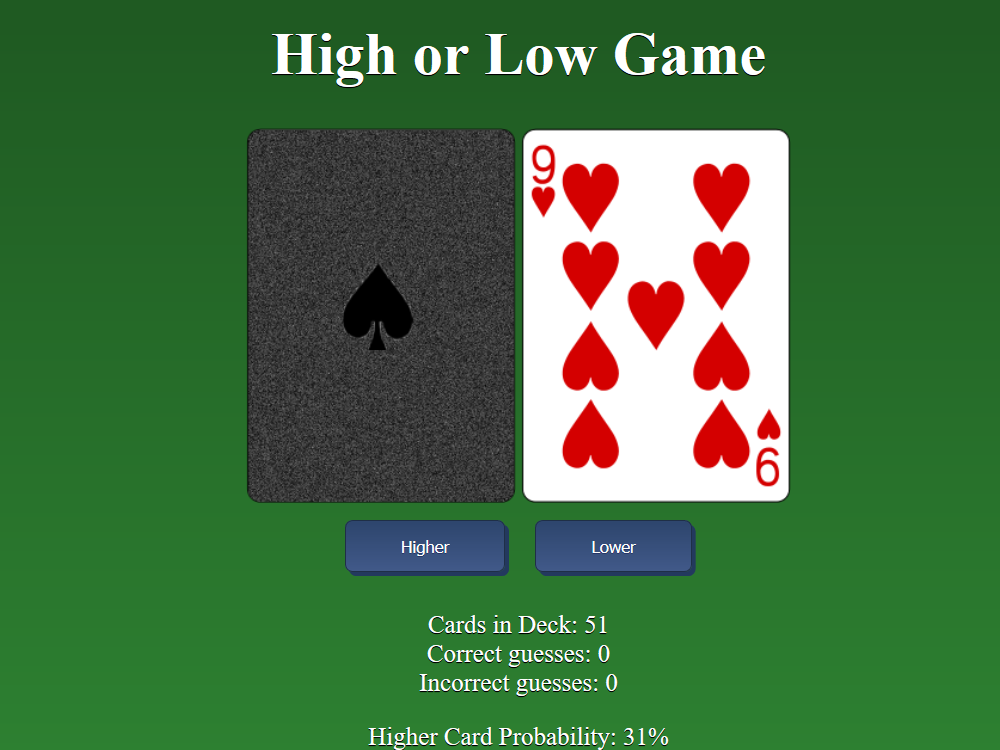 High or Low Game
9
6
Higher
Lower
Cards in Deck: 51
Correct guesses: 0
Incorrect guesses: 0
Higher Card Probability: 31%